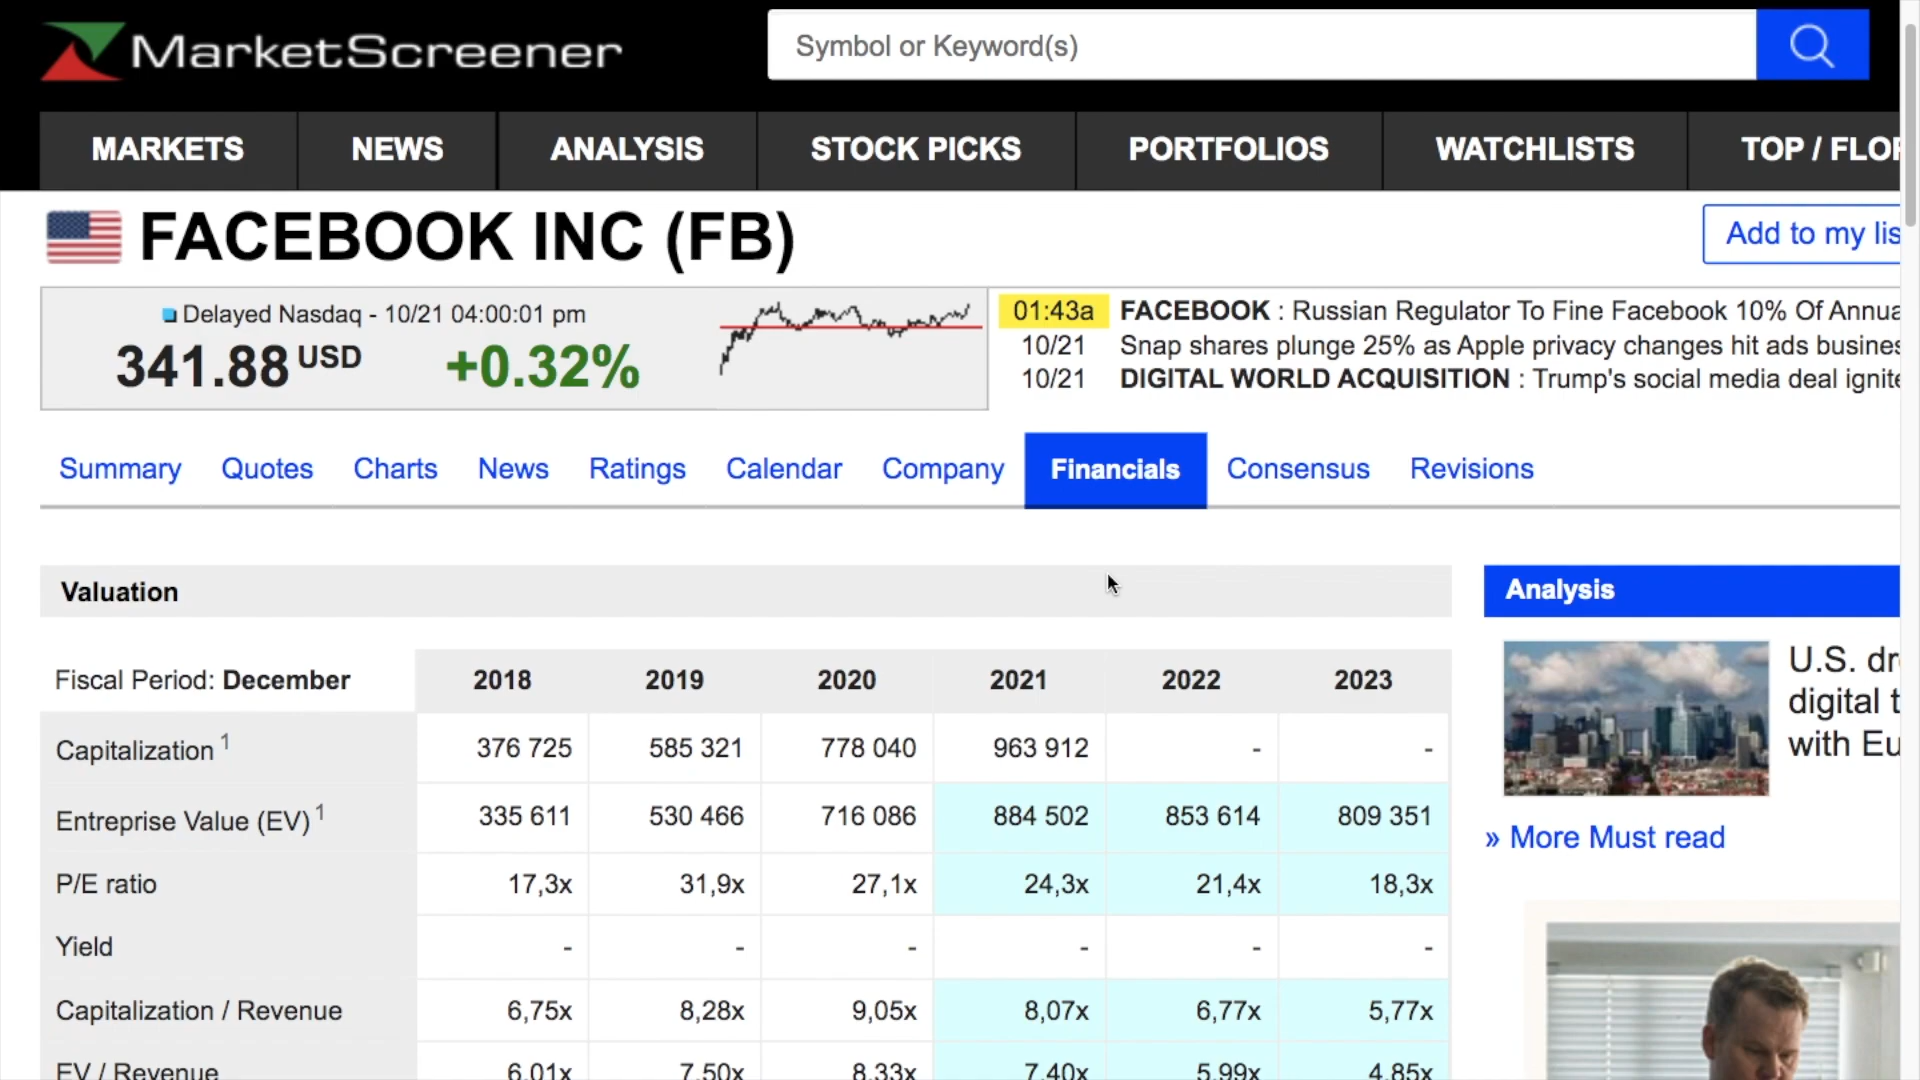 MarketScreener
Symbol or Keyword(s)
MARKETS NEWS ANALYSIS STOCK PICKS PORTFOLIOS WATCHLISTS TOP / FLOP
FACEBOOK INC (FB)
Add to my lis
Delayed Nasdaq - 10/21 04:00:01 pm
341.88 USD +0.32%
01:43a FACEBOOK : Russian Regulator To Fine Facebook 10% Of Annua
10/21 Snap shares plunge 25% as Apple privacy changes hit ads busines
10/21 DIGITAL WORLD ACQUISITION : Trump's social media deal ignite
Summary Quotes Charts News Ratings Calendar Company Financials Consensus Revisions
Valuation
Fiscal Period: December 2018 2019 2020 2021 2022 2023
Capitalization 1 376 725 585 321 778 040 963 912 - -
Entreprise Value (EV) 1 335 611 530 466 716 086 884 502 853 614 809 351
P/E ratio 17,3x 31,9x 27,1x 24,3x 21,4x 18,3x
Yield - - - - - -
Capitalization / Revenue 6,75x 8,28x 9,05x 8,07x 6,77x 5,77x
EV / Revenue 6,01x 7,50x 8,33x 7,40x 5,99x 4,85x
Analysis
U.S. dr
digital t
with Eu
» More Must read